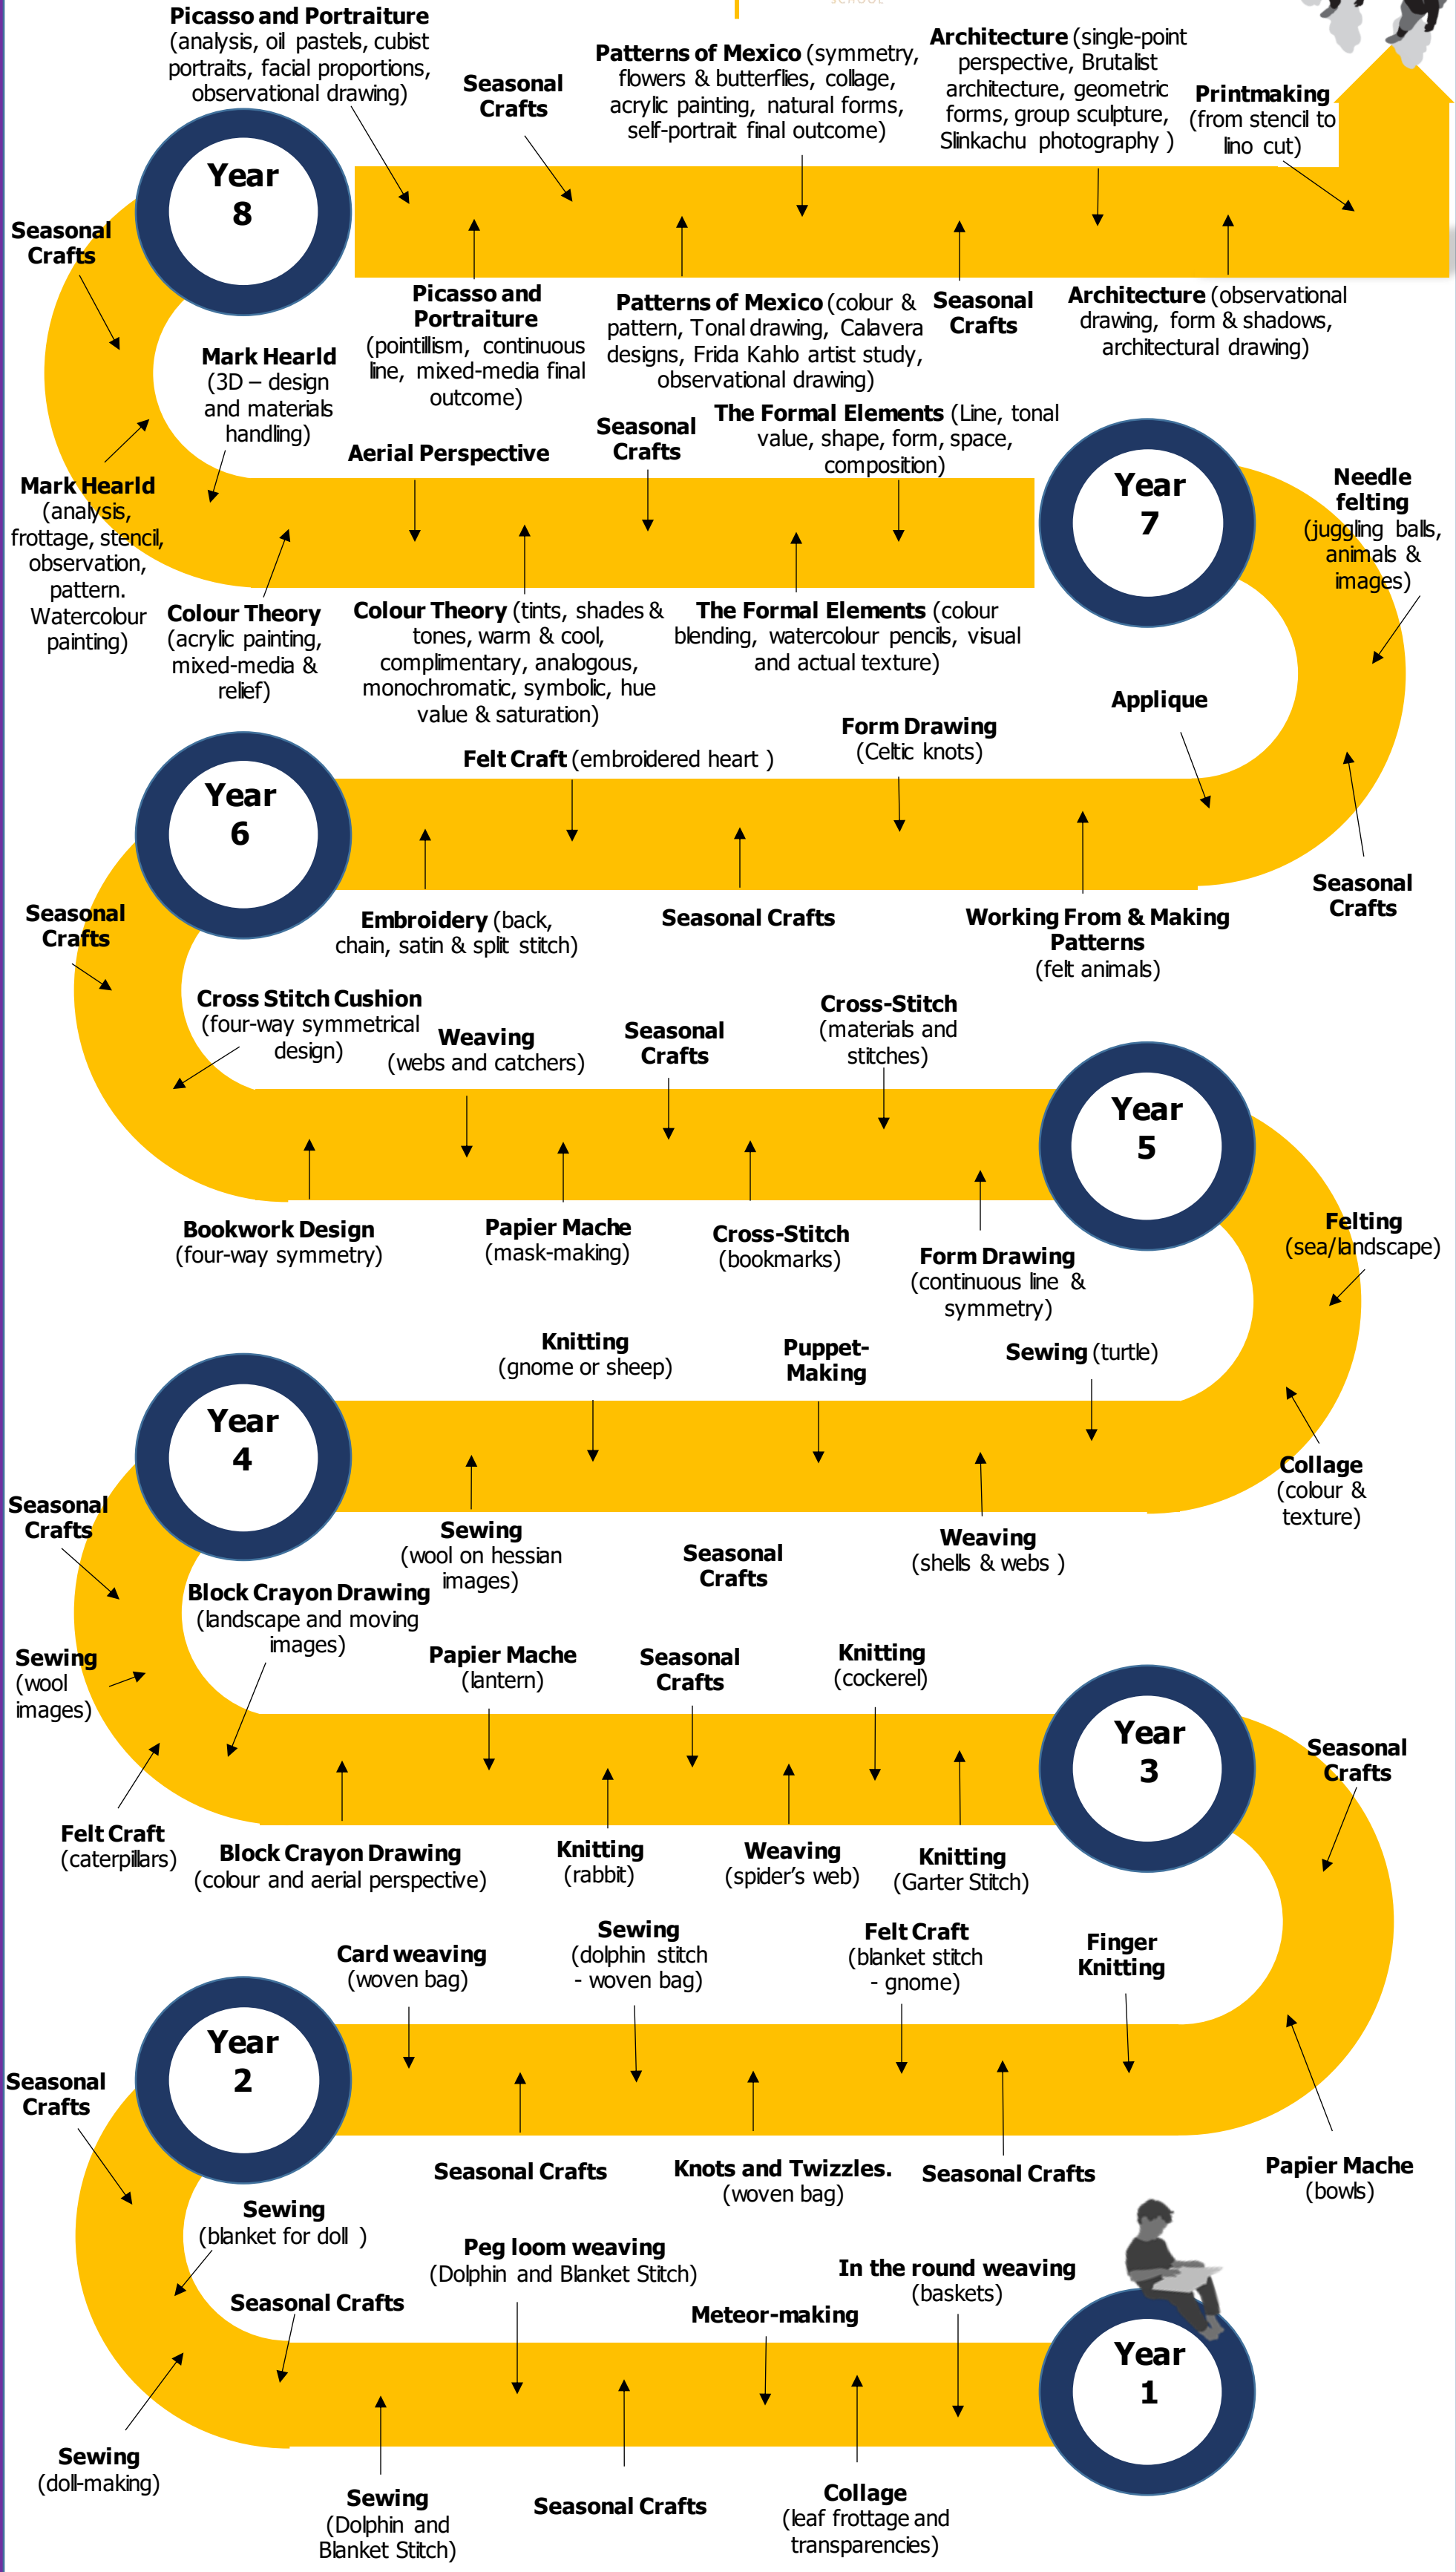 SCHOOL
Picasso and Portraiture
(analysis, oil pastels, cubist
portraits, facial proportions,
observational drawing)
Seasonal
Crafts
Patterns of Mexico (symmetry,
flowers & butterflies, collage,
acrylic painting, natural forms,
self-portrait final outcome)
Architecture (single-point
perspective, Brutalist
architecture, geometric
forms, group sculpture,
Slinkachu photography )
Printmaking
(from stencil to
lino cut)
Year
8
Seasonal
Crafts
Picasso and
Portraiture
(pointillism, continuous
line, mixed-media final
outcome)
Patterns of Mexico (colour &
pattern, Tonal drawing, Calavera
designs, Frida Kahlo artist study,
observational drawing)
Seasonal
Crafts
Architecture (observational
drawing, form & shadows,
architectural drawing)
Mark Hearld
(3D – design
and materials
handling)
Aerial Perspective
Seasonal
Crafts
The Formal Elements (Line, tonal
value, shape, form, space,
composition)
Year
7
Needle
felting
(juggling balls,
animals &
images)
Mark Hearld
(analysis,
frottage, stencil,
observation,
pattern.
Watercolour
painting)
Colour Theory
(acrylic painting,
mixed-media &
relief)
Colour Theory (tints, shades &
tones, warm & cool,
complimentary, analogous,
monochromatic, symbolic, hue
value & saturation)
The Formal Elements (colour
blending, watercolour pencils, visual
and actual texture)
Applique
Form Drawing
(Celtic knots)
Felt Craft (embroidered heart )
Year
6
Seasonal
Crafts
Seasonal
Crafts
Embroidery (back,
chain, satin & split stitch)
Seasonal Crafts
Working From & Making
Patterns
(felt animals)
Cross Stitch Cushion
(four-way symmetrical
design)
Weaving
(webs and catchers)
Seasonal
Crafts
Cross-Stitch
(materials and
stitches)
Year
5
Felting
(sea/landscape)
Bookwork Design
(four-way symmetry)
Papier Mache
(mask-making)
Cross-Stitch
(bookmarks)
Form Drawing
(continuous line &
symmetry)
Knitting
(gnome or sheep)
Puppet-
Making
Sewing (turtle)
Year
4
Collage
(colour &
texture)
Seasonal
Crafts
Sewing
(wool on hessian
images)
Seasonal
Crafts
Weaving
(shells & webs )
Block Crayon Drawing
(landscape and moving
images)
Sewing
(wool
images)
Papier Mache
(lantern)
Seasonal
Crafts
Knitting
(cockerel)
Year
3
Seasonal
Crafts
Felt Craft
(caterpillars)
Block Crayon Drawing
(colour and aerial perspective)
Knitting
(rabbit)
Weaving
(spider's web)
Knitting
(Garter Stitch)
Card weaving
(woven bag)
Sewing
(dolphin stitch
- woven bag)
Felt Craft
(blanket stitch
- gnome)
Finger
Knitting
Year
2
Seasonal
Crafts
Seasonal Crafts
Knots and Twizzles.
(woven bag)
Seasonal Crafts
Papier Mache
(bowls)
Sewing
(blanket for doll )
Peg loom weaving
(Dolphin and Blanket Stitch)
In the round weaving
(baskets)
Seasonal Crafts
Meteor-making
Year
1
Sewing
(doll-making)
Sewing
(Dolphin and
Blanket Stitch)
Seasonal Crafts
Collage
(leaf frottage and
transparencies)